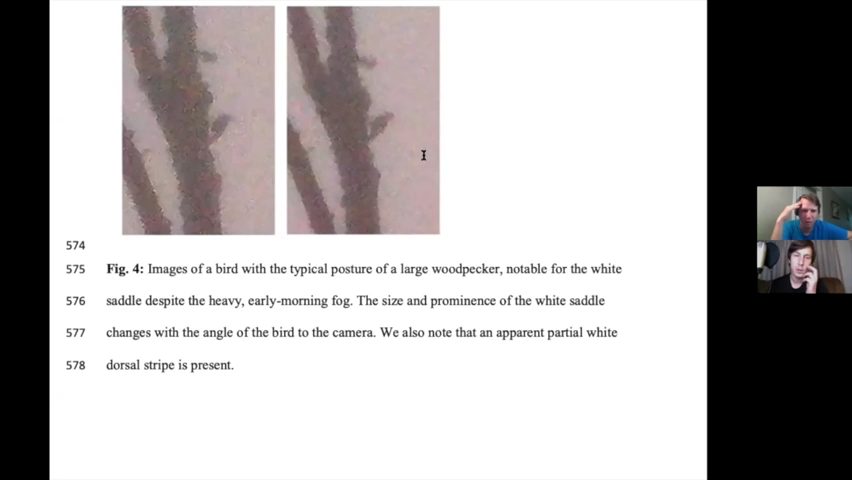 574
575 Fig. 4: Images of a bird with the typical posture of a large woodpecker, notable for the white
576 saddle despite the heavy, early-morning fog. The size and prominence of the white saddle
577 changes with the angle of the bird to the camera. We also note that an apparent partial white
578 dorsal stripe is present.